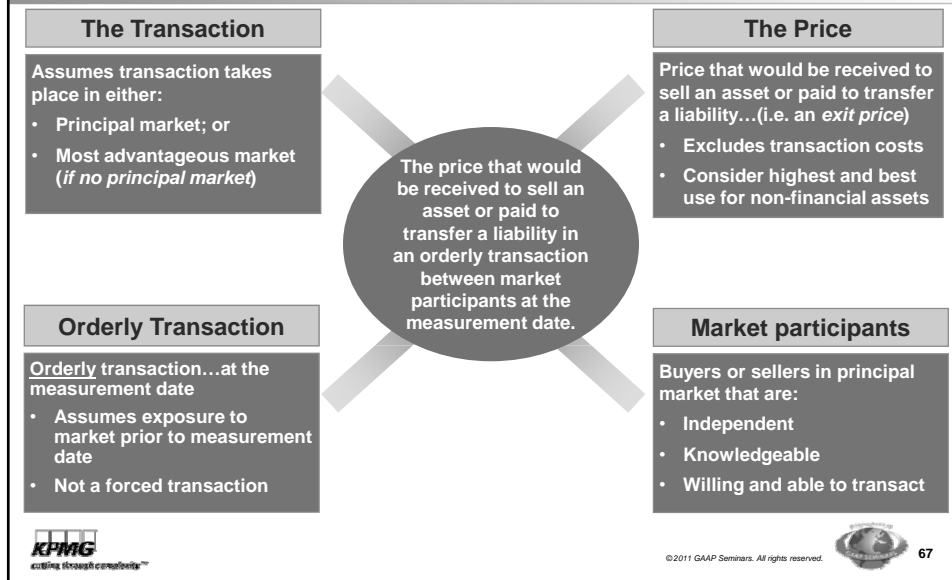 The Transaction
Assumes transaction takes
place in either:
• Principal market; or
• Most advantageous market
(if no principal market)
The Price
Price that would be received to
sell an asset or paid to transfer
a liability…(i.e. an exit price)
• Excludes transaction costs
• Consider highest and best
use for non-financial assets
The price that would
be received to sell an
asset or paid to
transfer a liability in
an orderly transaction
between market
participants at the
measurement date.
Orderly Transaction
Orderly transaction…at the
measurement date
• Assumes exposure to
market prior to measurement
date
• Not a forced transaction
Market participants
Buyers or sellers in principal
market that are:
• Independent
• Knowledgeable
• Willing and able to transact
KPMG
cutting through complexity™
©2011 GAAP Seminars. All rights reserved.
GAAP SEMINARS
67